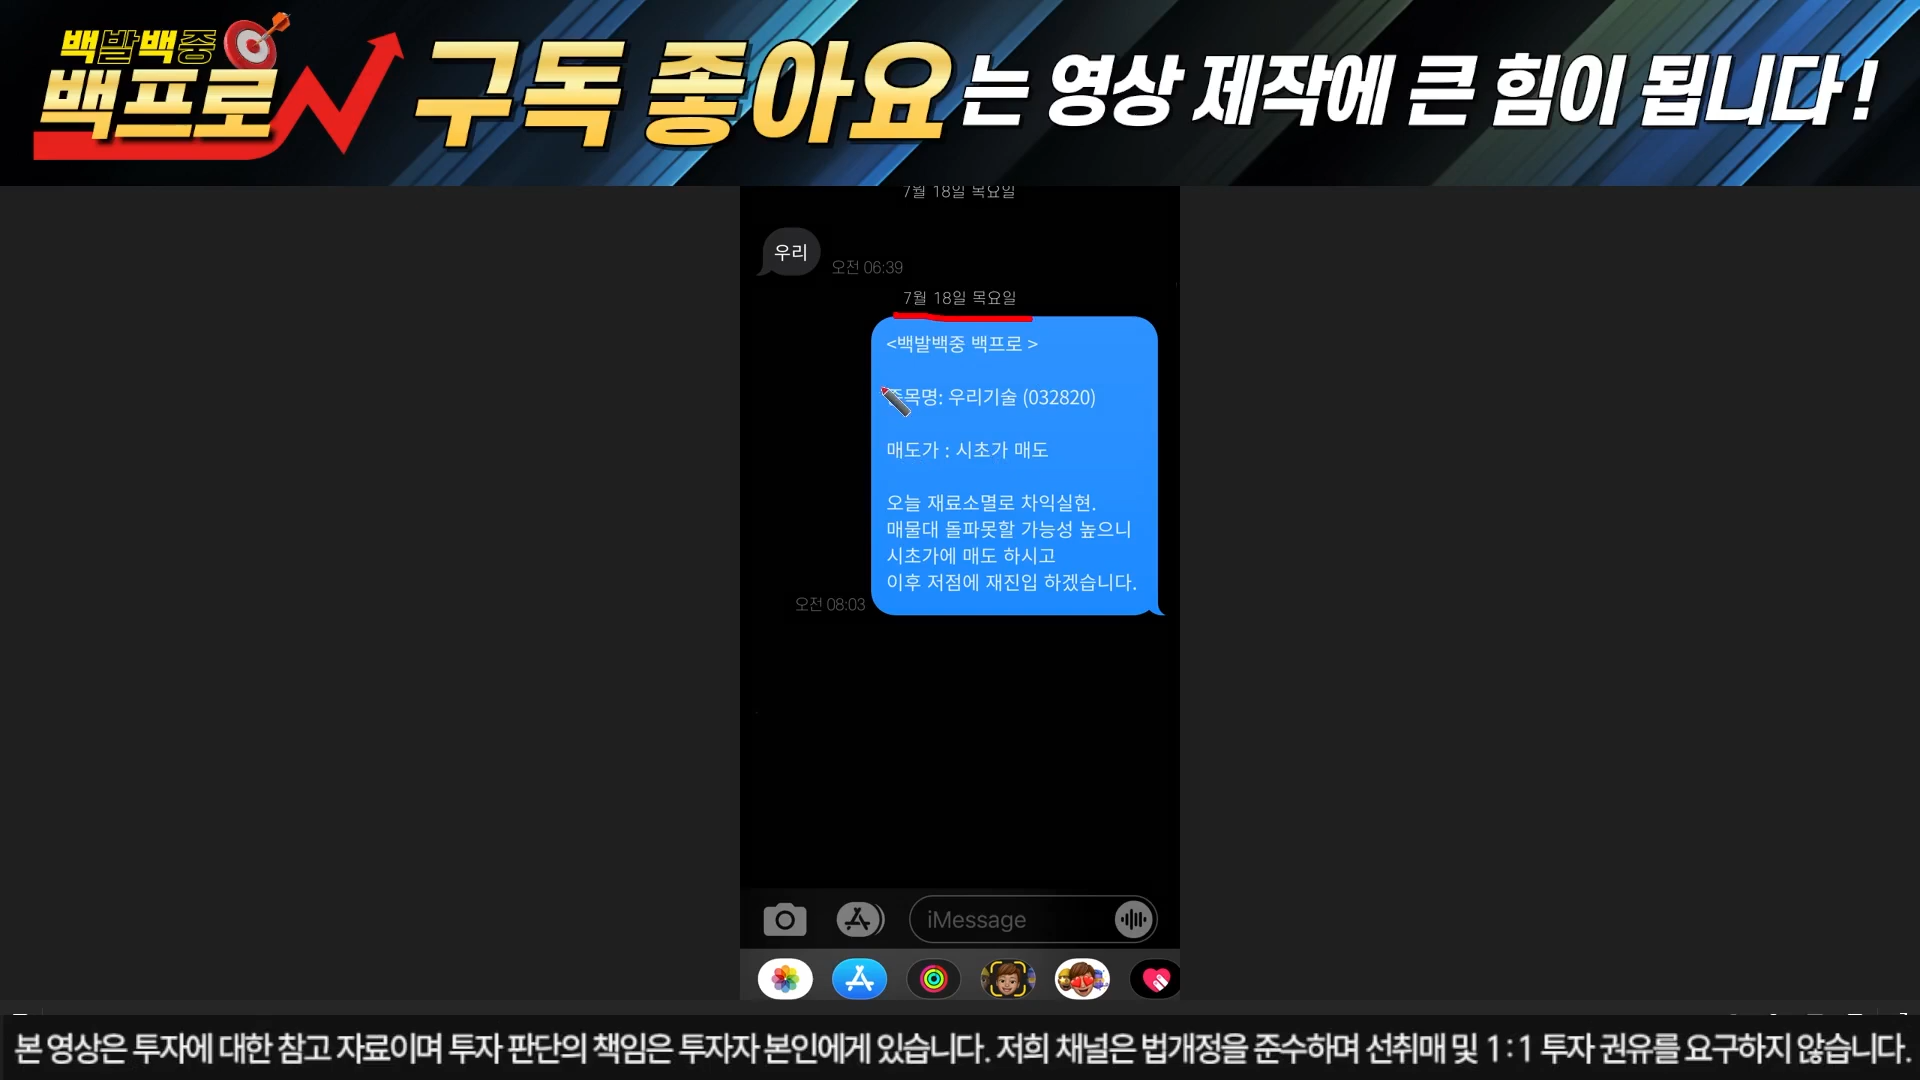 백발백중
백프로
구독 좋아요는 영상 제작에 큰 힘이 됩니다!
7월 18일 목요일
우리
오전 06:39
7월 18일 목요일
<백발백중 백프로 >
종목명: 우리기술 (032820)
매도가 : 시초가 매도
오늘 재료소멸로 차익실현.
매물대 돌파못할 가능성 높으니
시초가에 매도 하시고
이후 저점에 재진입 하겠습니다.
오전 08:03
iMessage
본 영상은 투자에 대한 참고 자료이며 투자 판단의 책임은 투자자 본인에게 있습니다. 저희 채널은 법개정을 준수하며 선취매 및 1:1 투자 권유를 요구하지 않습니다.